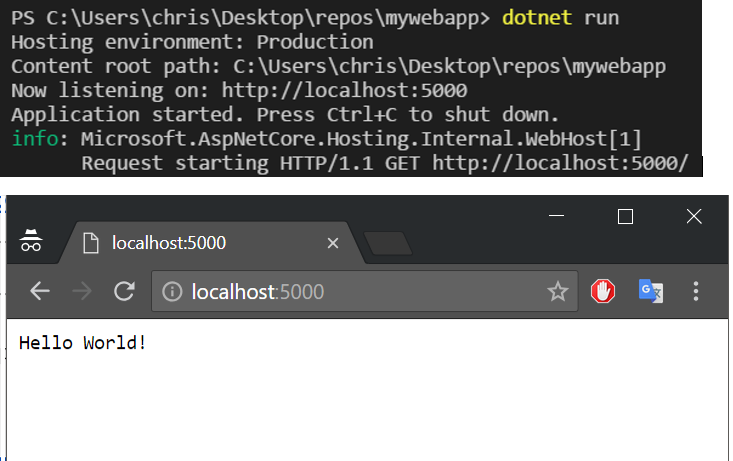 PS C:\Users\chris\Desktop\repos\mywebapp> dotnet run
Hosting environment: Production
Content root path: C:\Users\chris\Desktop\repos\mywebapp
Now listening on: http://localhost:5000
Application started. Press Ctrl+C to shut down.
info: Microsoft.AspNetCore.Hosting.Internal.WebHost[1]
      Request starting HTTP/1.1 GET http://localhost:5000/
localhost:5000
localhost:5000
Hello World!